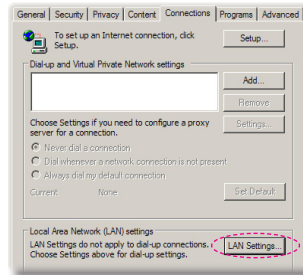 General Security Privacy Content Connections Programs Advanced
To set up an Internet connection, click Setup.
Setup...
Dial-up and Virtual Private Network settings
Add...
Remove
Choose Settings if you need to configure a proxy
server for a connection.
Settings...
Never dial a connection
Dial whenever a network connection is not present
Always dial my default connection
Current None
Set Default
Local Area Network (LAN) settings
LAN Settings do not apply to dial-up connections.
Choose Settings above for dial-up settings.
LAN Settings...